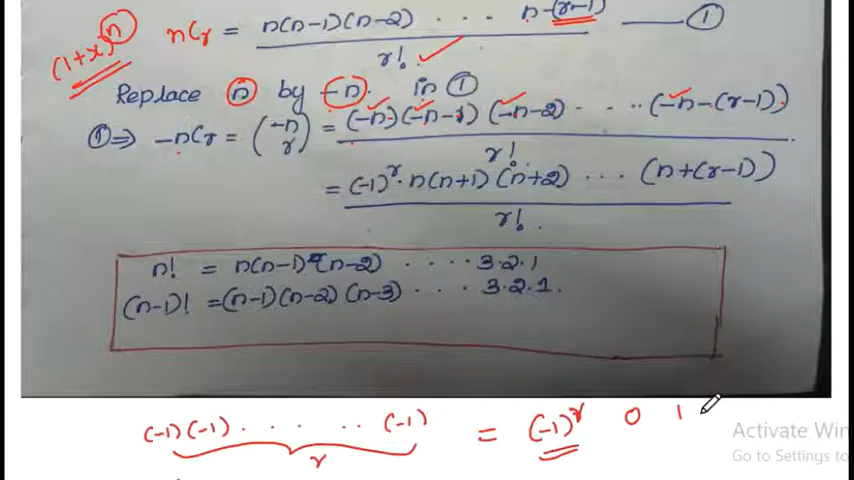 (1+x)^n nCr = n(n-1)(n-2) . . . n-(r-1) / r! ——— ①
Replace n by -n. in ①
①⇒ -nCr = (-n r) = (-n)(-n-1)(-n-2) . . . . (-n-(r-1)) / r!
= (-1)^r · n(n+1)(n+2) . . . (n+(r-1)) / r!
n! = n(n-1)(n-2) . . . . 3.2.1
(n-1)! = (n-1)(n-2)(n-3) . . . . 3.2.1.
(-1)(-1) . . . . . . (-1) = (-1)^r 0 1
r
Activate Win
Go to Settings to